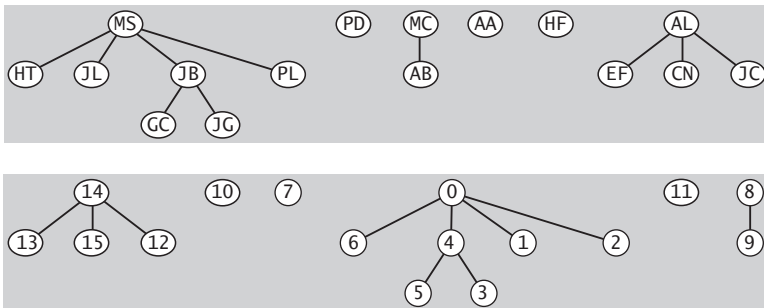 MS PD MC AA HF AL
HT JL JB PL AB EF CN JC
GC JG
14 10 7 0 11 8
13 15 12 6 4 1 2 9
5 3